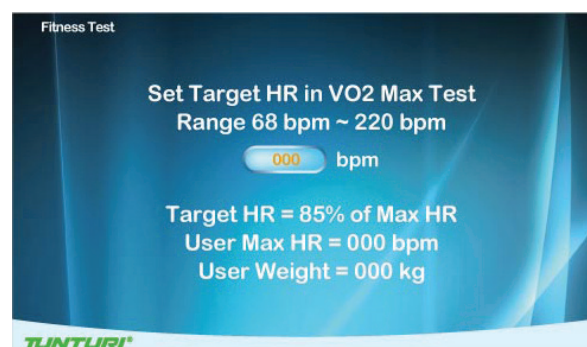 Fitness Test
Set Target HR in VO2 Max Test
Range 68 bpm ~ 220 bpm
000 bpm
Target HR = 85% of Max HR
User Max HR = 000 bpm
User Weight = 000 kg
TUNTURI®